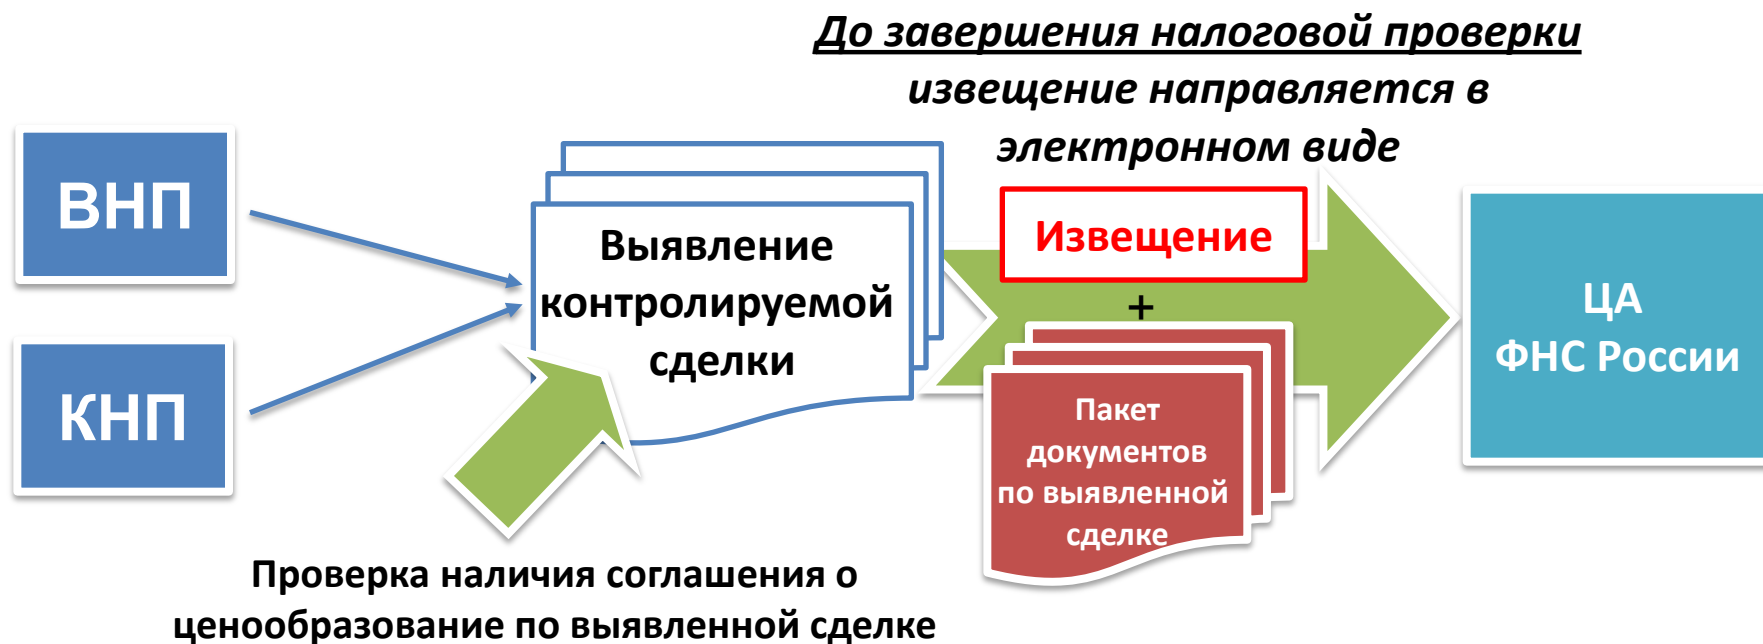 До завершения налоговой проверки
извещение направляется в
электронном виде
ВНП
КНП
Выявление
контролируемой
сделки
Извещение
+
Пакет
документов
по выявленной
сделке
ЦА
ФНС России
Проверка наличия соглашения о
ценообразование по выявленной сделке